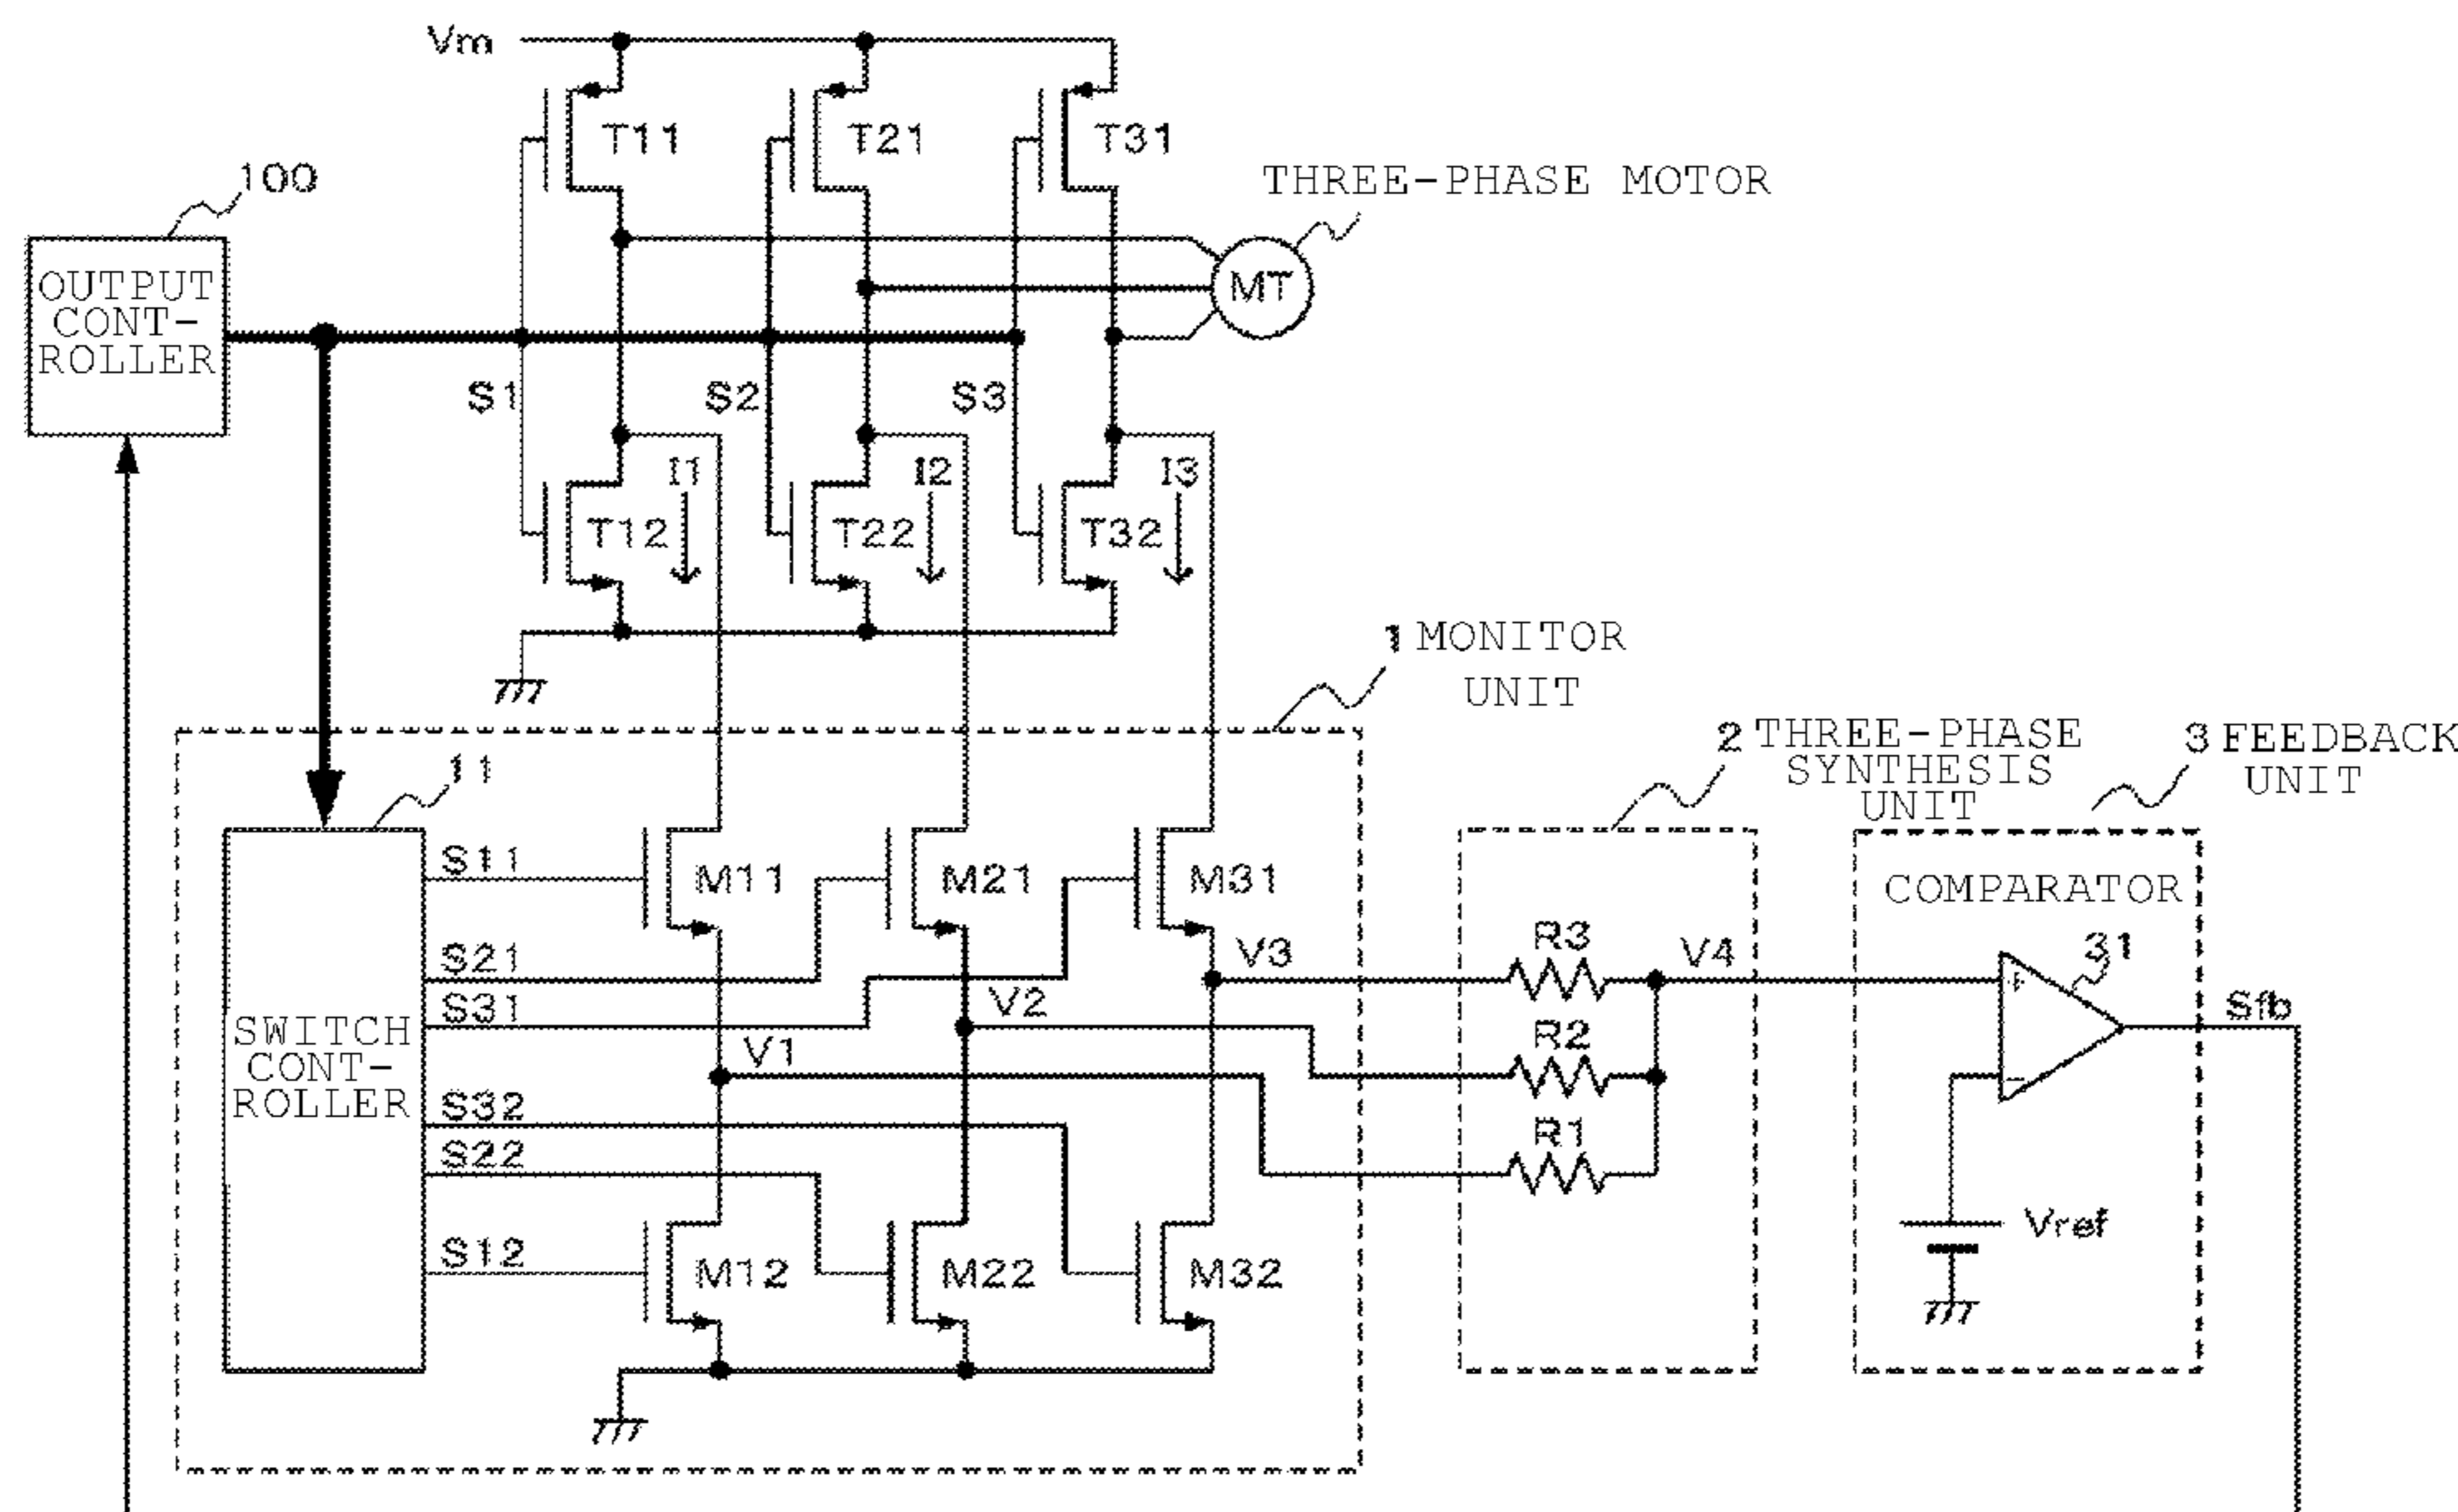 Vm
T11
T21
T31
100
THREE-PHASE MOTOR
OUTPUT
CONT-
ROLLER
MT
S1
S2
S3
I1
I2
I3
T12
T22
T32
1 MONITOR
UNIT
2 THREE-PHASE
SYNTHESIS
UNIT
3 FEEDBACK
UNIT
11
S11
M11
M21
M31
COMPARATOR
S21
V3
R3
V4
31
+
S31
V2
Sfb
SWITCH
CONT-
ROLLER
V1
R2
-
S32
S22
R1
S12
M12
M22
M32
Vref